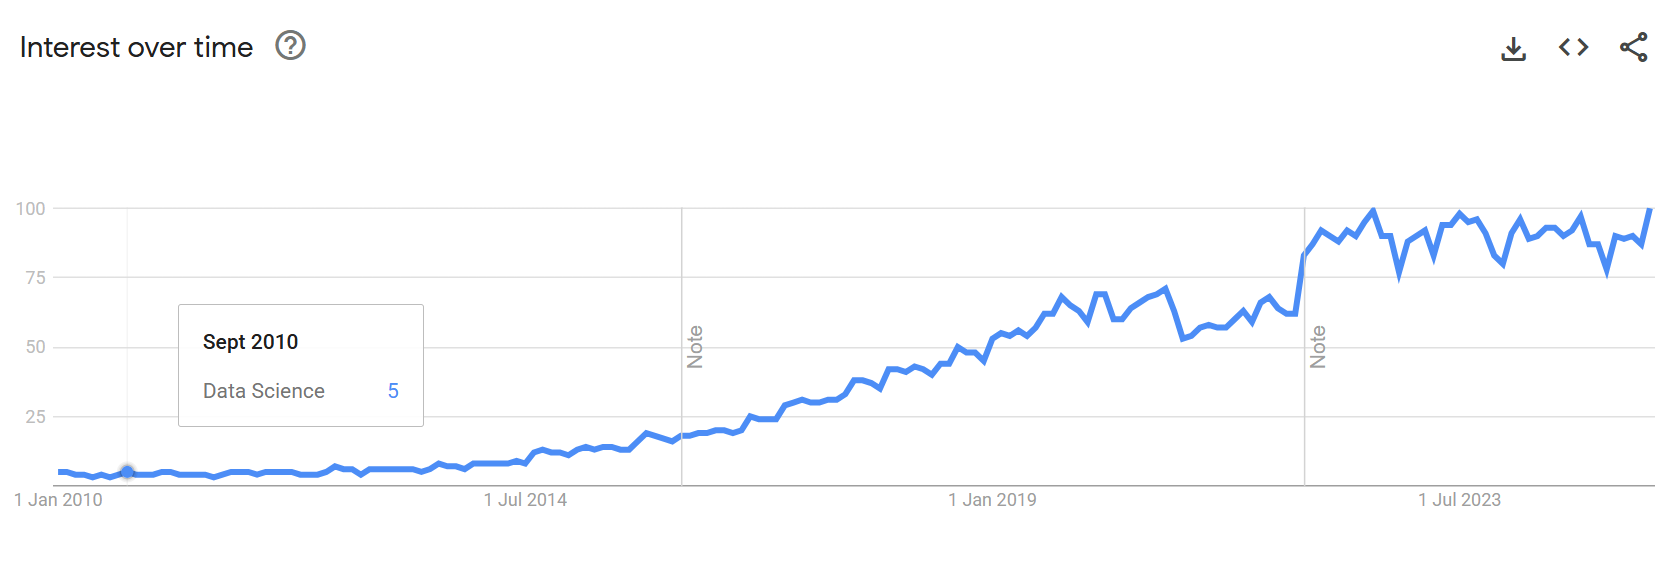 Interest over time
100
75
50
25
Note
Note
Sept 2010
Data Science 5
1 Jan 2010
1 Jul 2014
1 Jan 2019
1 Jul 2023